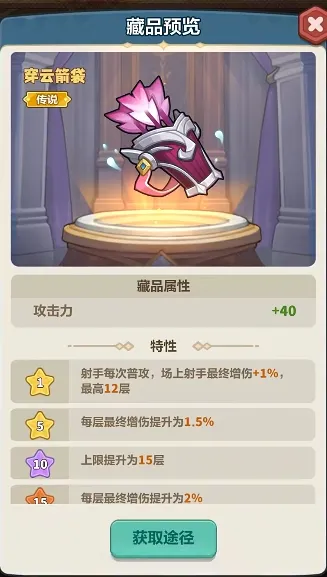 藏品预览
穿云箭袋
传说
藏品属性
攻击力 +40
特性
1 射手每次普攻，场上射手最终增伤+1%，
最高12层
5 每层最终增伤提升为1.5%
10 上限提升为15层
15 每层最终增伤提升为2%
获取途径